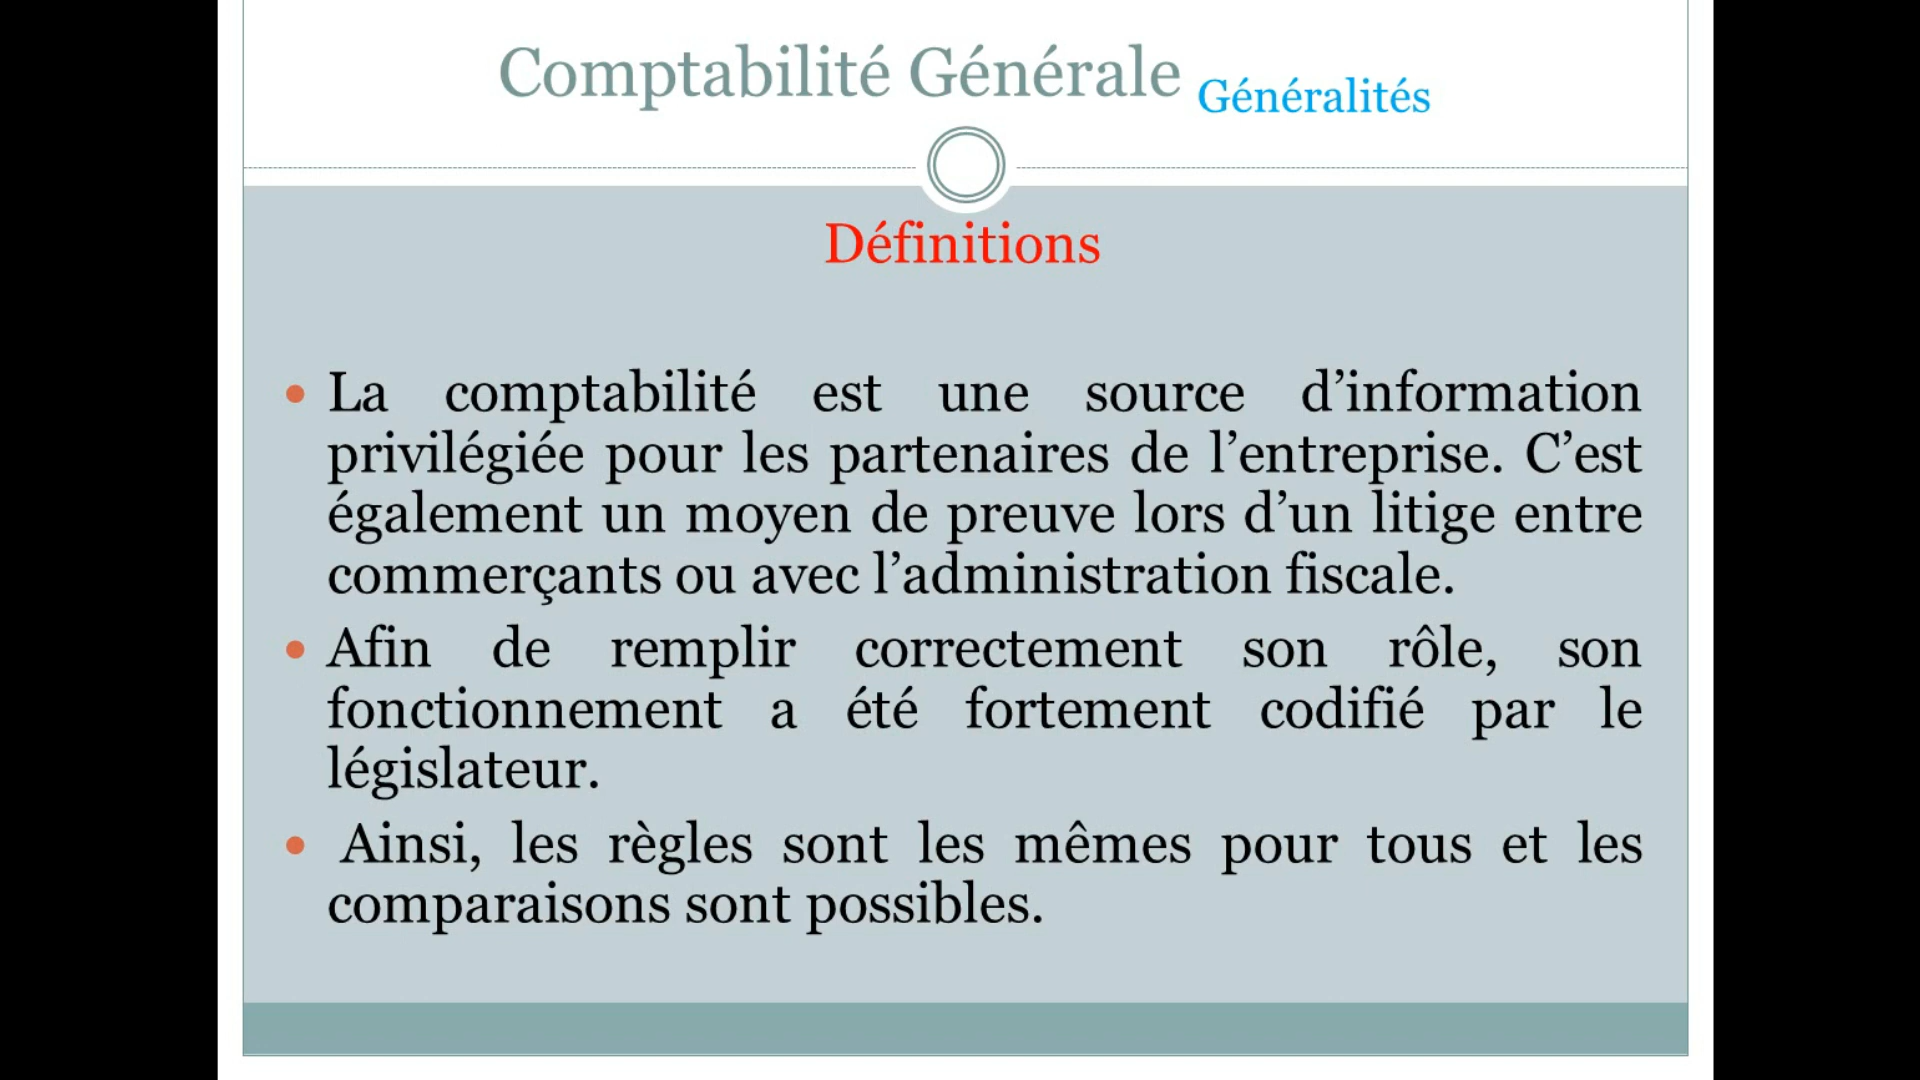 Comptabilité Générale Généralités
Définitions
• La comptabilité est une source d’information
privilégiée pour les partenaires de l’entreprise. C’est
également un moyen de preuve lors d’un litige entre
commerçants ou avec l’administration fiscale.
• Afin de remplir correctement son rôle, son
fonctionnement a été fortement codifié par le
législateur.
• Ainsi, les règles sont les mêmes pour tous et les
comparaisons sont possibles.